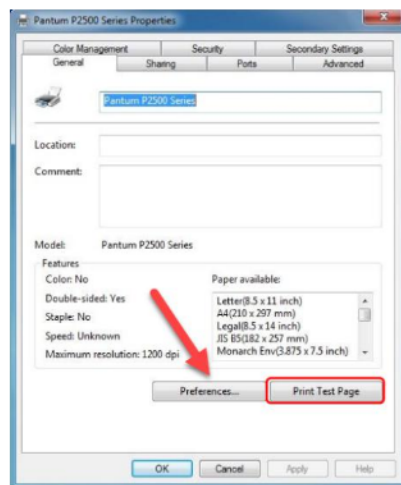 Pantum P2500 Series Properties
Color Management Security Secondary Settings
General Sharing Ports Advanced
Pantum P2500 Series
Location:
Comment:
Model: Pantum P2500 Series
Features
Color: No Paper available:
Double-sided: Yes Letter(8.5 x 11 inch)
Staple: No A4(210 x 297 mm)
Legal(8.5 x 14 inch)
Speed: Unknown JIS B5(182 x 257 mm)
Maximum resolution: 1200 dpi Monarch Env(3.875 x 7.5 inch)
Preferences... Print Test Page
OK Cancel Apply Help